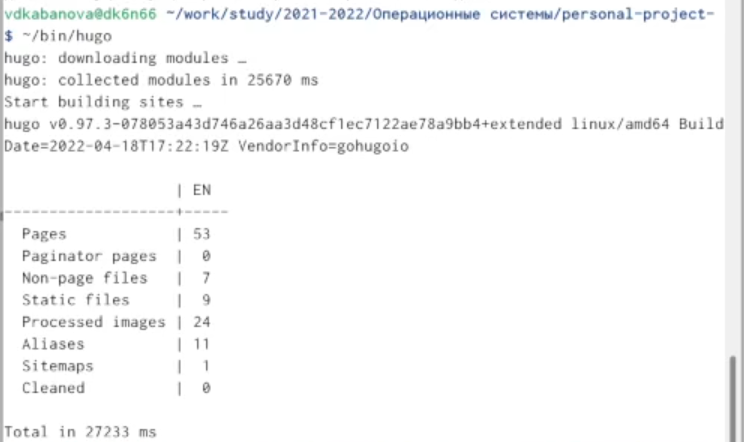 vdkabanova@dk6n66 ~/work/study/2021-2022/Операционные системы/personal-project-
$ ~/bin/hugo
hugo: downloading modules …
hugo: collected modules in 25670 ms
Start building sites …
hugo v0.97.3-078053a43d746a26aa3d48cf1ec7122ae78a9bb4+extended linux/amd64 Build
Date=2022-04-18T17:22:19Z VendorInfo=gohugoio
| EN
-------------------+-----
Pages | 53
Paginator pages | 0
Non-page files | 7
Static files | 9
Processed images | 24
Aliases | 11
Sitemaps | 1
Cleaned | 0
Total in 27233 ms